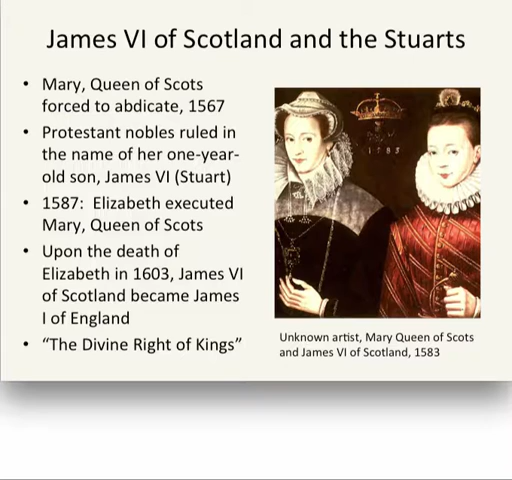 James VI of Scotland and the Stuarts
• Mary, Queen of Scots
forced to abdicate, 1567
• Protestant nobles ruled in
the name of her one-year-
old son, James VI (Stuart)
• 1587:  Elizabeth executed
Mary, Queen of Scots
• Upon the death of
Elizabeth in 1603, James VI
of Scotland became James
I of England
• “The Divine Right of Kings”
1583
Unknown artist, Mary Queen of Scots
and James VI of Scotland, 1583